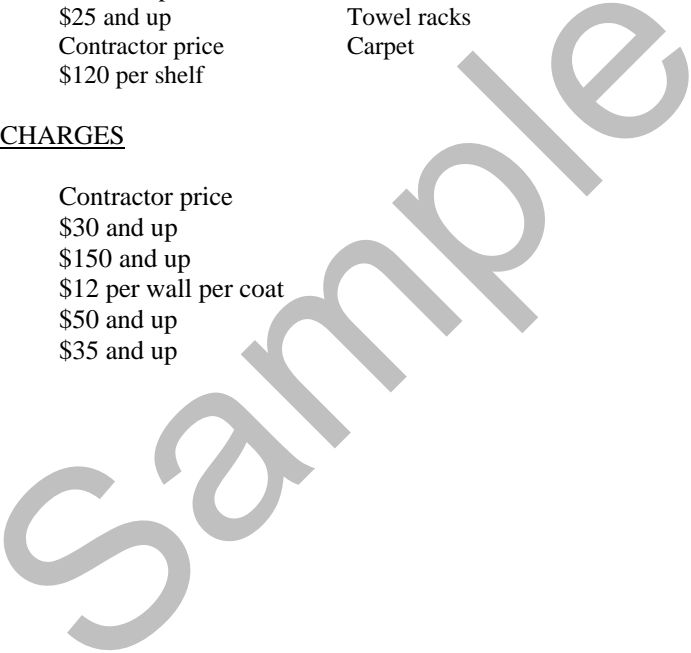 $25 and up Towel racks
Contractor price Carpet
$120 per shelf
CHARGES
Contractor price
$30 and up
$150 and up
$12 per wall per coat
$50 and up
$35 and up
Sample